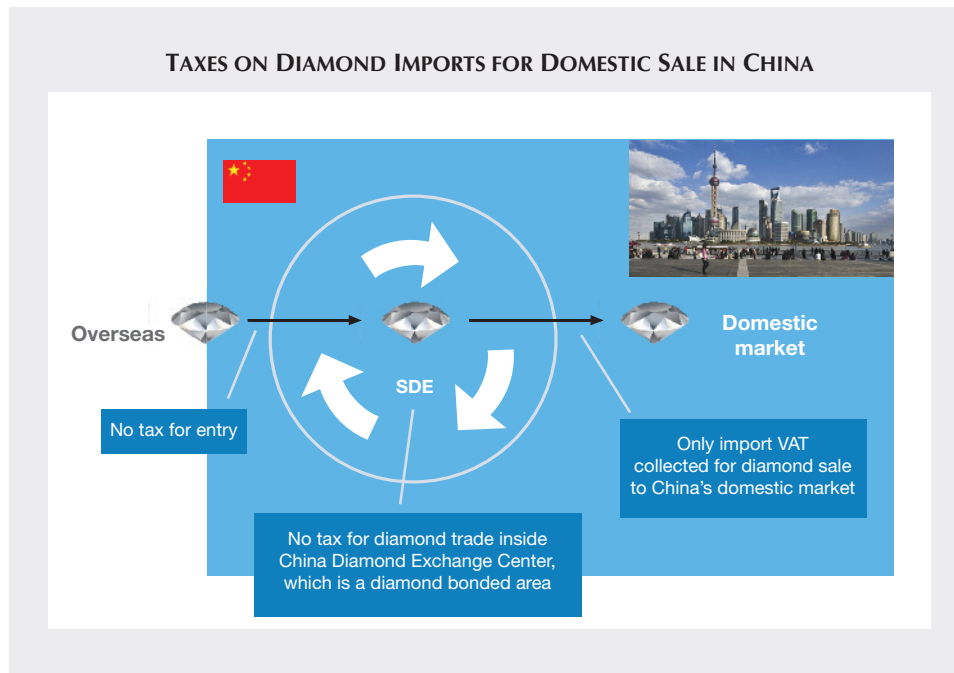 TAXES ON DIAMOND IMPORTS FOR DOMESTIC SALE IN CHINA
Overseas
Domestic
market
SDE
No tax for entry
Only import VAT
collected for diamond sale
to China's domestic market
No tax for diamond trade inside
China Diamond Exchange Center,
which is a diamond bonded area